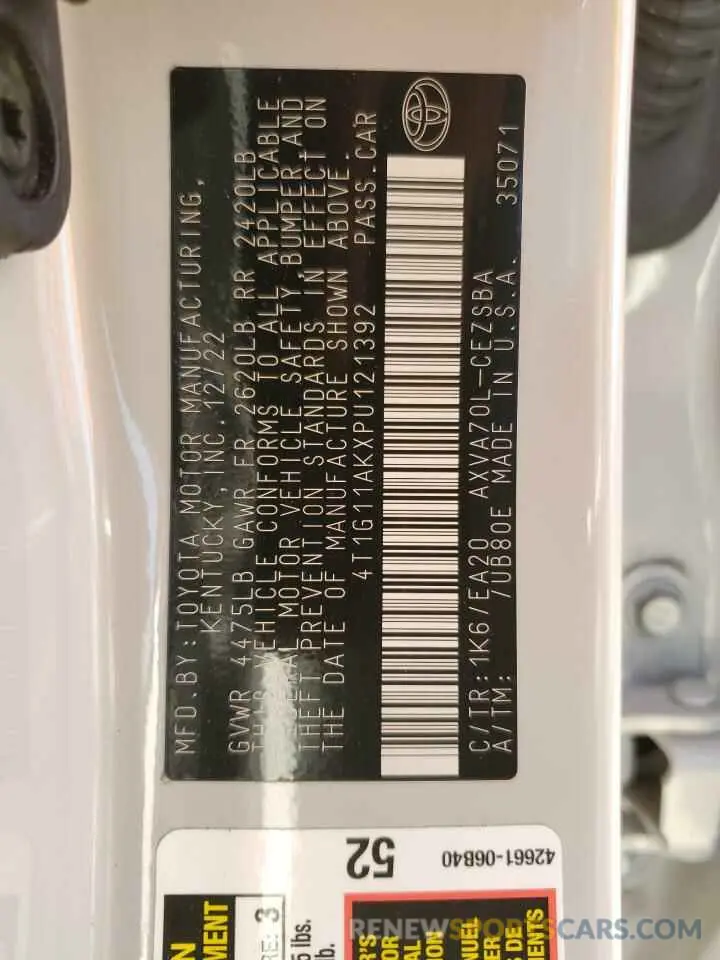 MFD.BY:TOYOTA MOTOR MANUFACTURING,
KENTUCKY, INC. 12/22
GVWR 4475LB GAWR FR 2620LB RR 2420LB
THIS VEHICLE CONFORMS TO ALL APPLICABLE
FEDERAL MOTOR VEHICLE SAFETY, BUMPER, AND
THEFT PREVENTION STANDARDS IN EFFECT ON
THE DATE OF MANUFACTURE SHOWN ABOVE.
4T1G11AKXPU121392 PASS.CAR
C/TR:1K6/EA20 AXVA70L-CEZSBA
A/TM: /UB80E MADE IN U.S.A. 35071
52
42661-06B40
3
lbs.
lb.
RENEWSPORTSCARS.COM